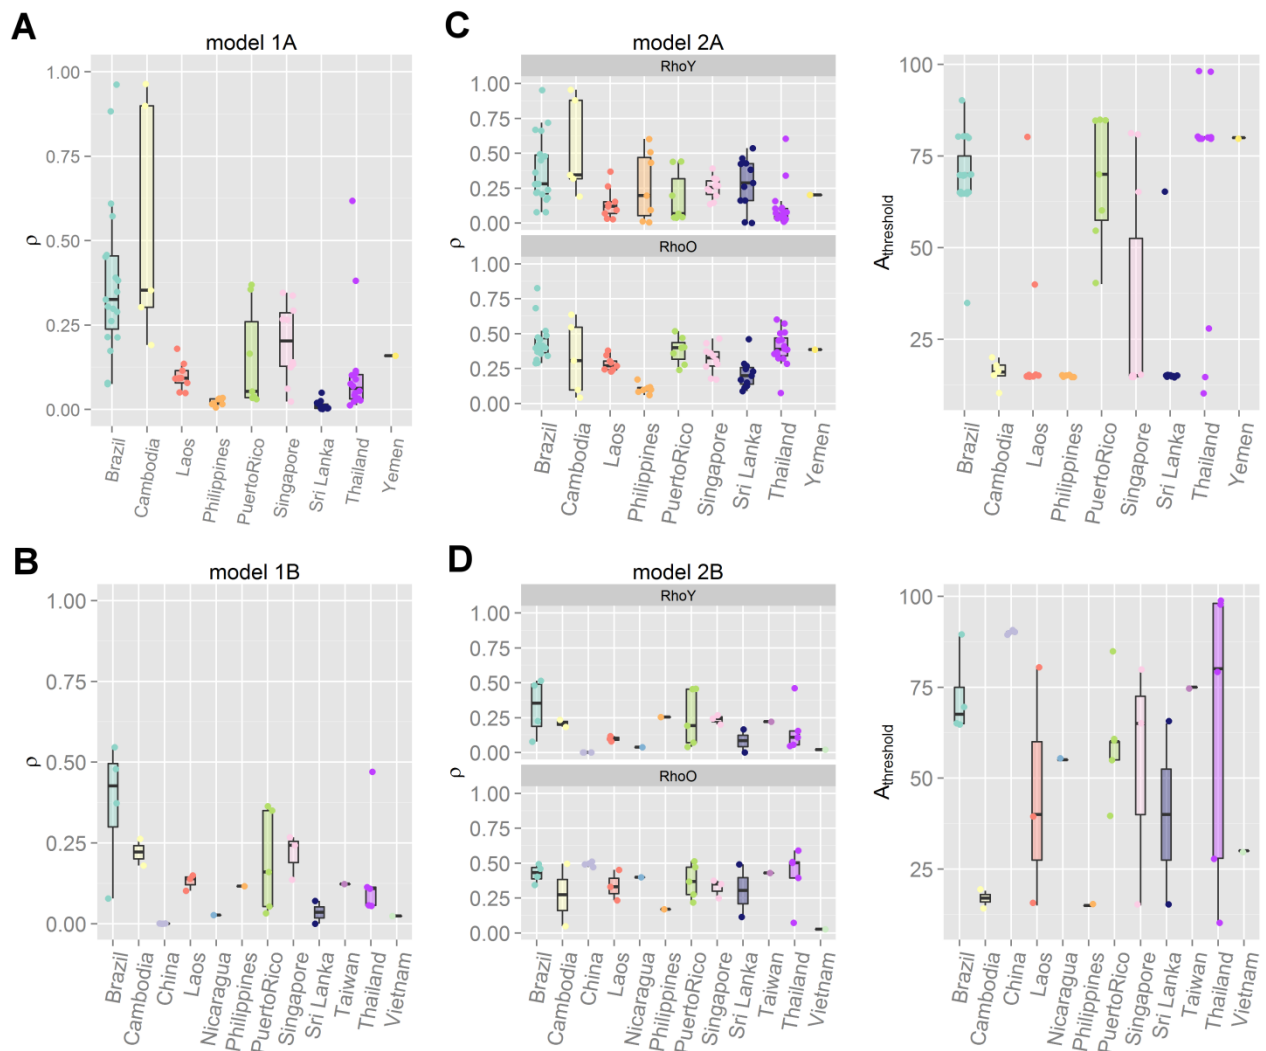 A
model 1A
1.00
0.75
0.50
0.25
0.00
ρ
Brazil
Cambodia
Laos
Philippines
PuertoRico
Singapore
Sri Lanka
Thailand
Yemen
C
model 2A
RhoY
1.00
0.75
0.50
0.25
0.00
ρ
RhoO
1.00
0.75
0.50
0.25
0.00
Brazil
Cambodia
Laos
Philippines
PuertoRico
Singapore
Sri Lanka
Thailand
Yemen
100
75
50
25
Athreshold
Brazil
Cambodia
Laos
Philippines
PuertoRico
Singapore
Sri Lanka
Thailand
Yemen
B
model 1B
1.00
0.75
0.50
0.25
0.00
ρ
Brazil
Cambodia
China
Laos
Nicaragua
Philippines
PuertoRico
Singapore
Sri Lanka
Taiwan
Thailand
Vietnam
D
model 2B
RhoY
1.00
0.75
0.50
0.25
0.00
ρ
RhoO
1.00
0.75
0.50
0.25
0.00
Brazil
Cambodia
China
Laos
Nicaragua
Philippines
PuertoRico
Singapore
Sri Lanka
Taiwan
Thailand
Vietnam
100
75
50
25
Athreshold
Brazil
Cambodia
China
Laos
Nicaragua
Philippines
PuertoRico
Singapore
Sri Lanka
Taiwan
Thailand
Vietnam